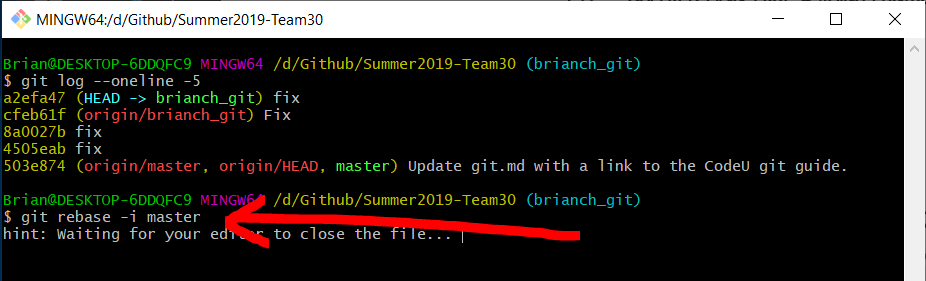 MINGW64:/d/Github/Summer2019-Team30
Brian@DESKTOP-6DDQFC9 MINGW64 /d/Github/Summer2019-Team30 (brianch_git)
$ git log --oneline -5
a2efa47 (HEAD -> brianch_git) fix
cfeb61f (origin/brianch_git) Fix
8a0027b fix
4505eab fix
503e874 (origin/master, origin/HEAD, master) Update git.md with a link to the CodeU git guide.
Brian@DESKTOP-6DDQFC9 MINGW64 /d/Github/Summer2019-Team30 (brianch_git)
$ git rebase -i master
hint: Waiting for your editor to close the file...